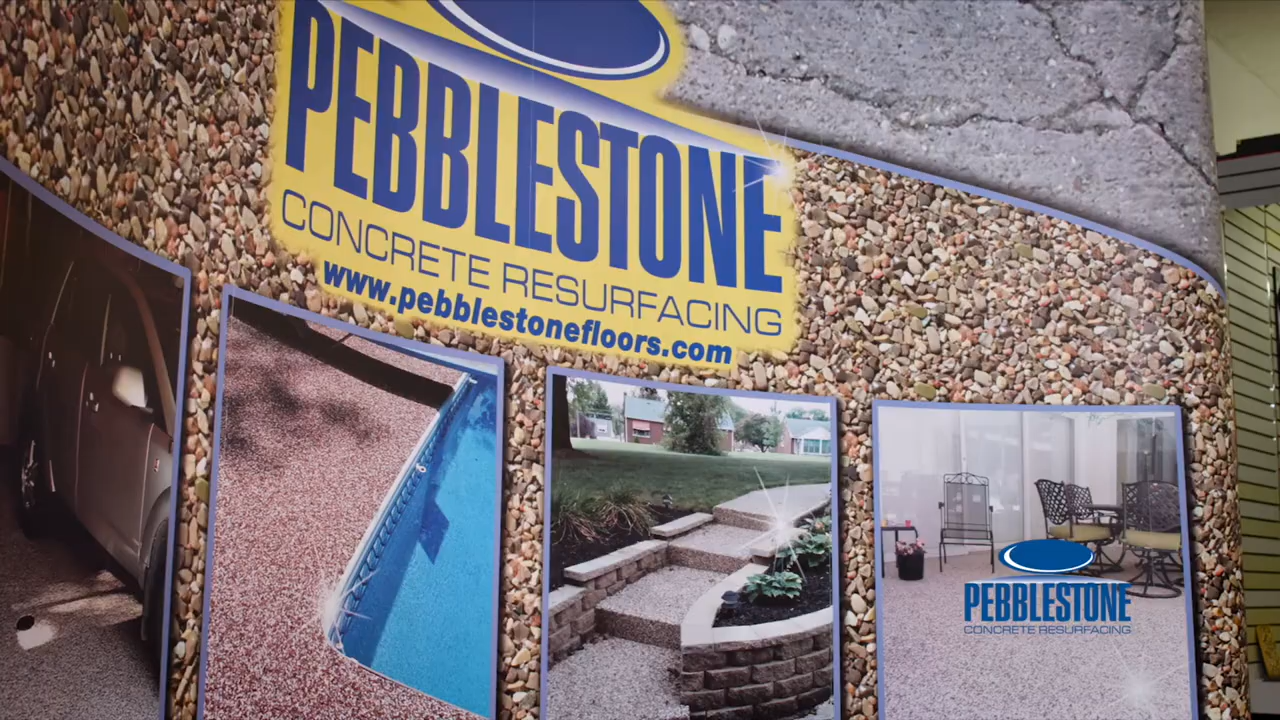 PEBBLESTONE
CONCRETE RESURFACING
www.pebblestonefloors.com
PEBBLESTONE
CONCRETE RESURFACING